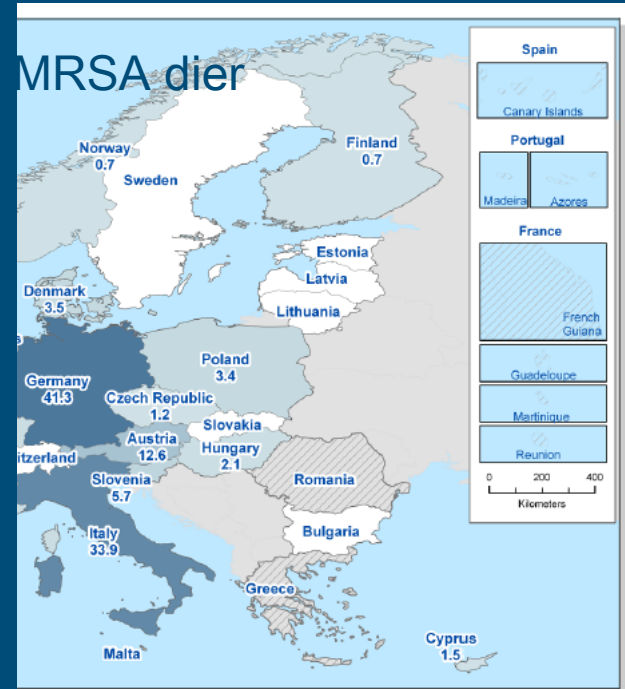 MRSA dier
Norway
0.7
Sweden
Finland
0.7
Estonia
Latvia
Lithuania
Denmark
3.5
s
Germany
41.3
Poland
3.4
Czech Republic
1.2
Slovakia
Austria
12.6
Hungary
2.1
itzerland
Slovenia
5.7
Romania
Italy
33.9
Bulgaria
Greece
Malta
Cyprus
1.5
Spain
Canary Islands
Portugal
Madeira
Azores
France
French
Guiana
Guadeloupe
Martinique
Reunion
0 200 400
Kilometers